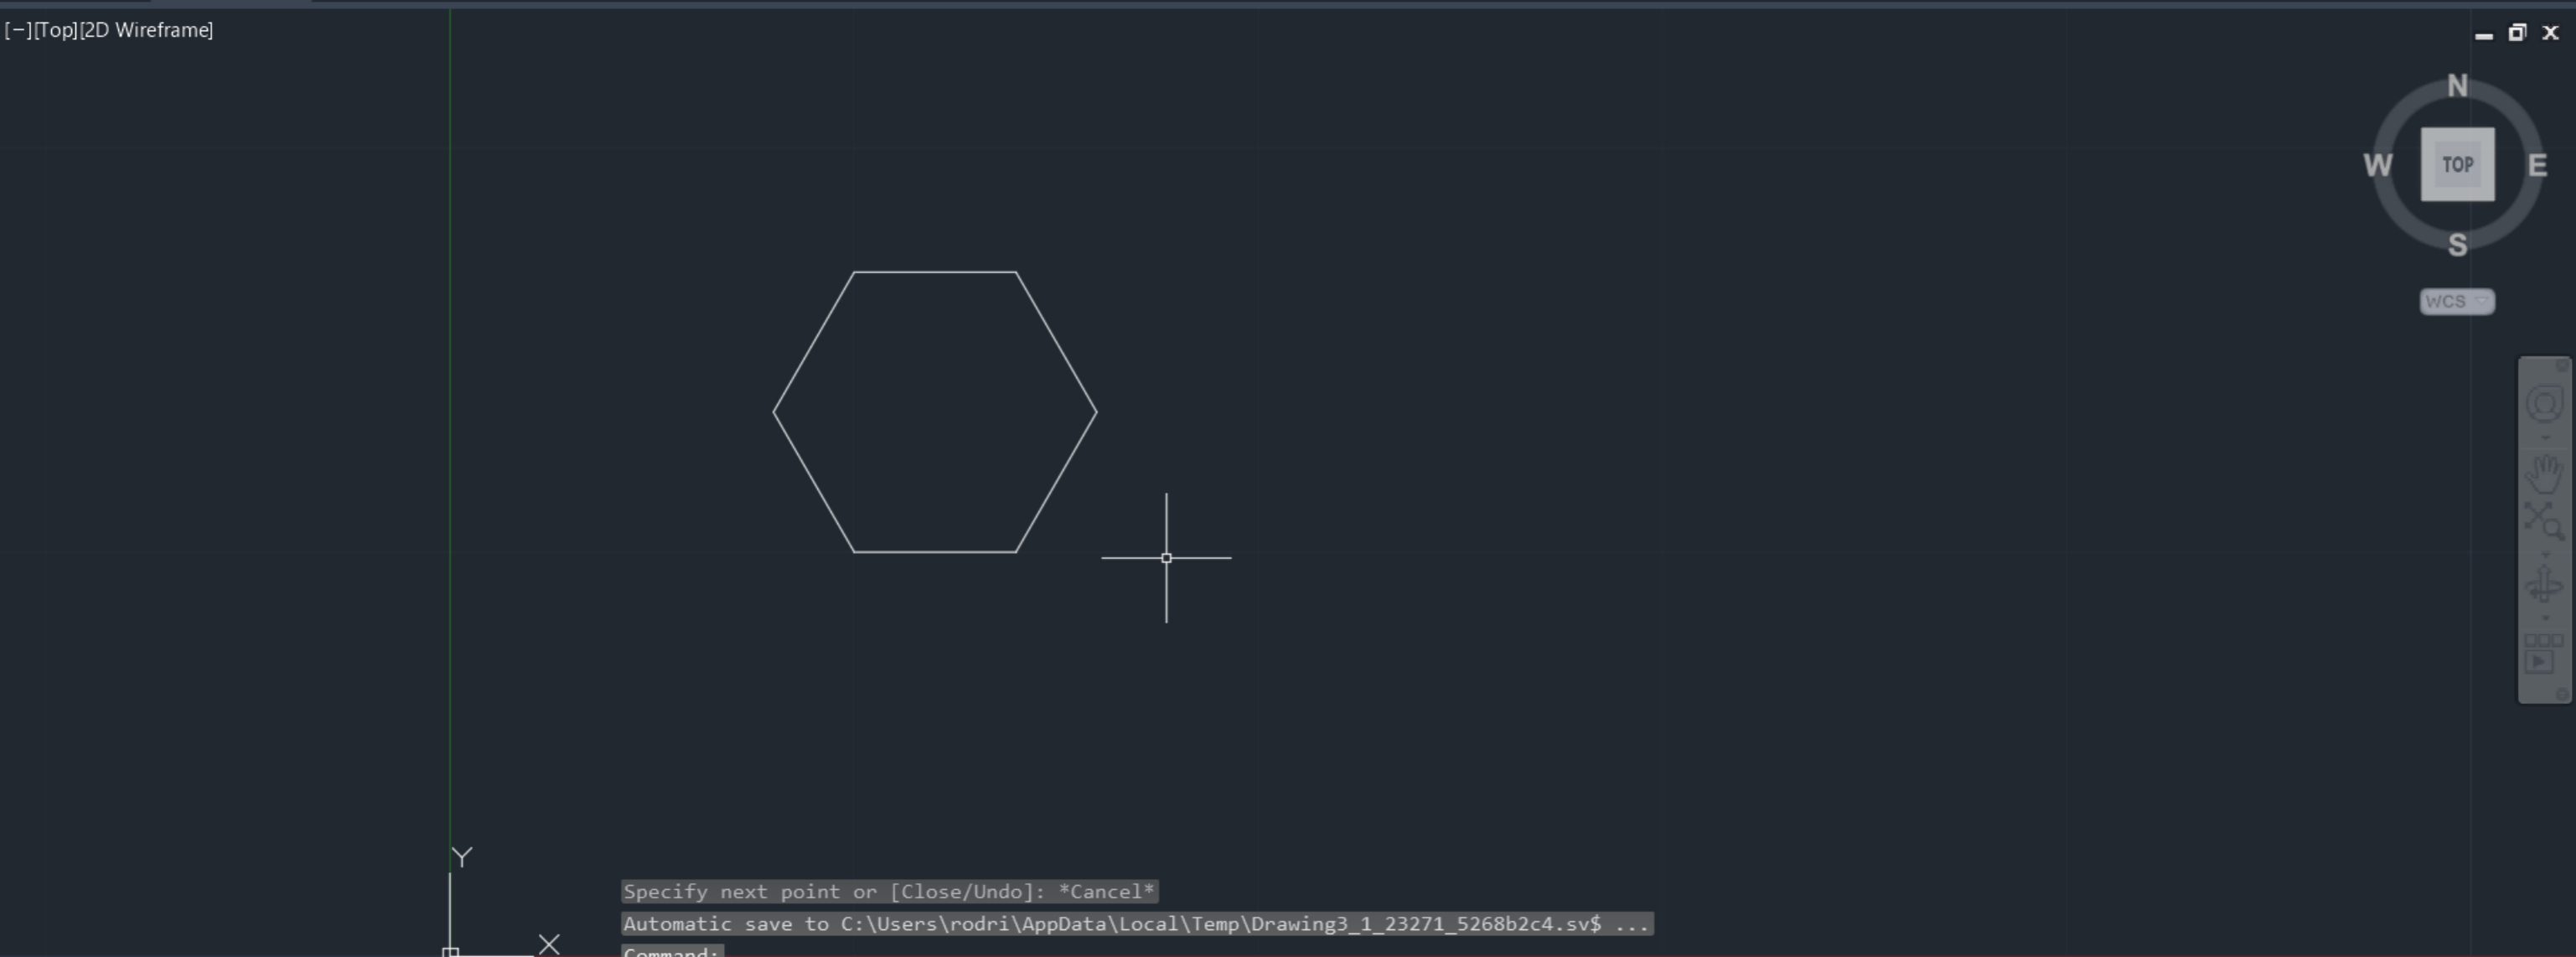 [−][Top][2D Wireframe]
N
W TOP E
S
WCS
Y
X
Specify next point or [Close/Undo]: *Cancel*
Automatic save to C:\Users\rodri\AppData\Local\Temp\Drawing3_1_23271_5268b2c4.sv$ ...
Command: